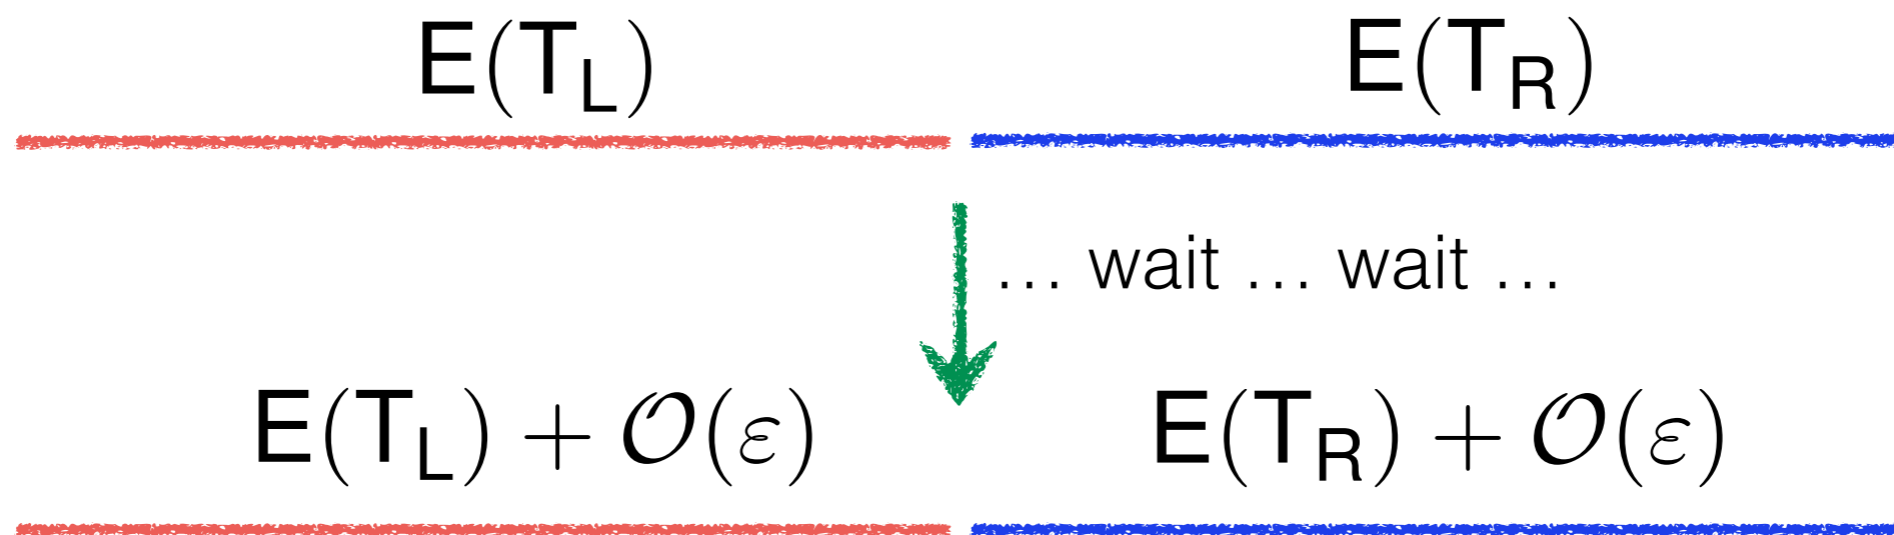 E(T_L) E(T_R)
… wait … wait …
E(T_L) + 𝒪(ε) E(T_R) + 𝒪(ε)